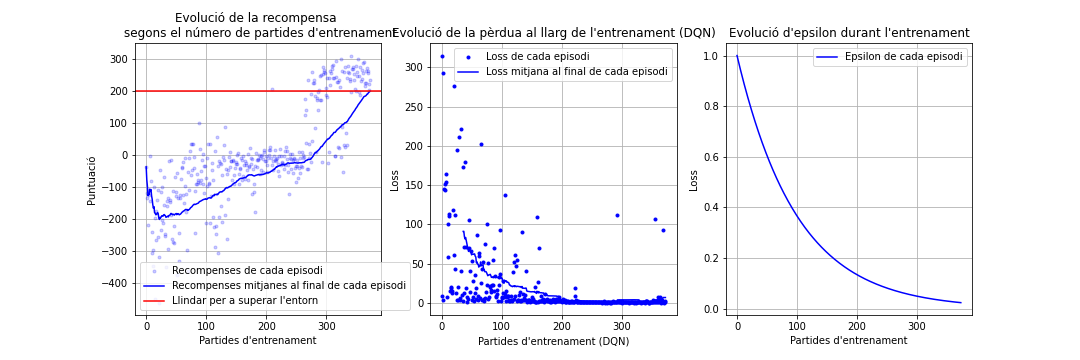 Evolució de la recompensa
segons el número de partides d'entrenament
Puntuació
300
200
100
0
−100
−200
−300
−400
Recompenses de cada episodi
Recompenses mitjanes al final de cada episodi
Llindar per a superar l'entorn
0
100
200
300
Partides d'entrenament
Evolució de la pèrdua al llarg de l'entrenament (DQN)
Loss
300
250
200
150
100
50
0
Loss de cada episodi
Loss mitjana al final de cada episodi
0
100
200
300
Partides d'entrenament (DQN)
Evolució d'epsilon durant l'entrenament
Loss
1.0
0.8
0.6
0.4
0.2
0.0
Epsilon de cada episodi
0
100
200
300
Partides d'entrenament